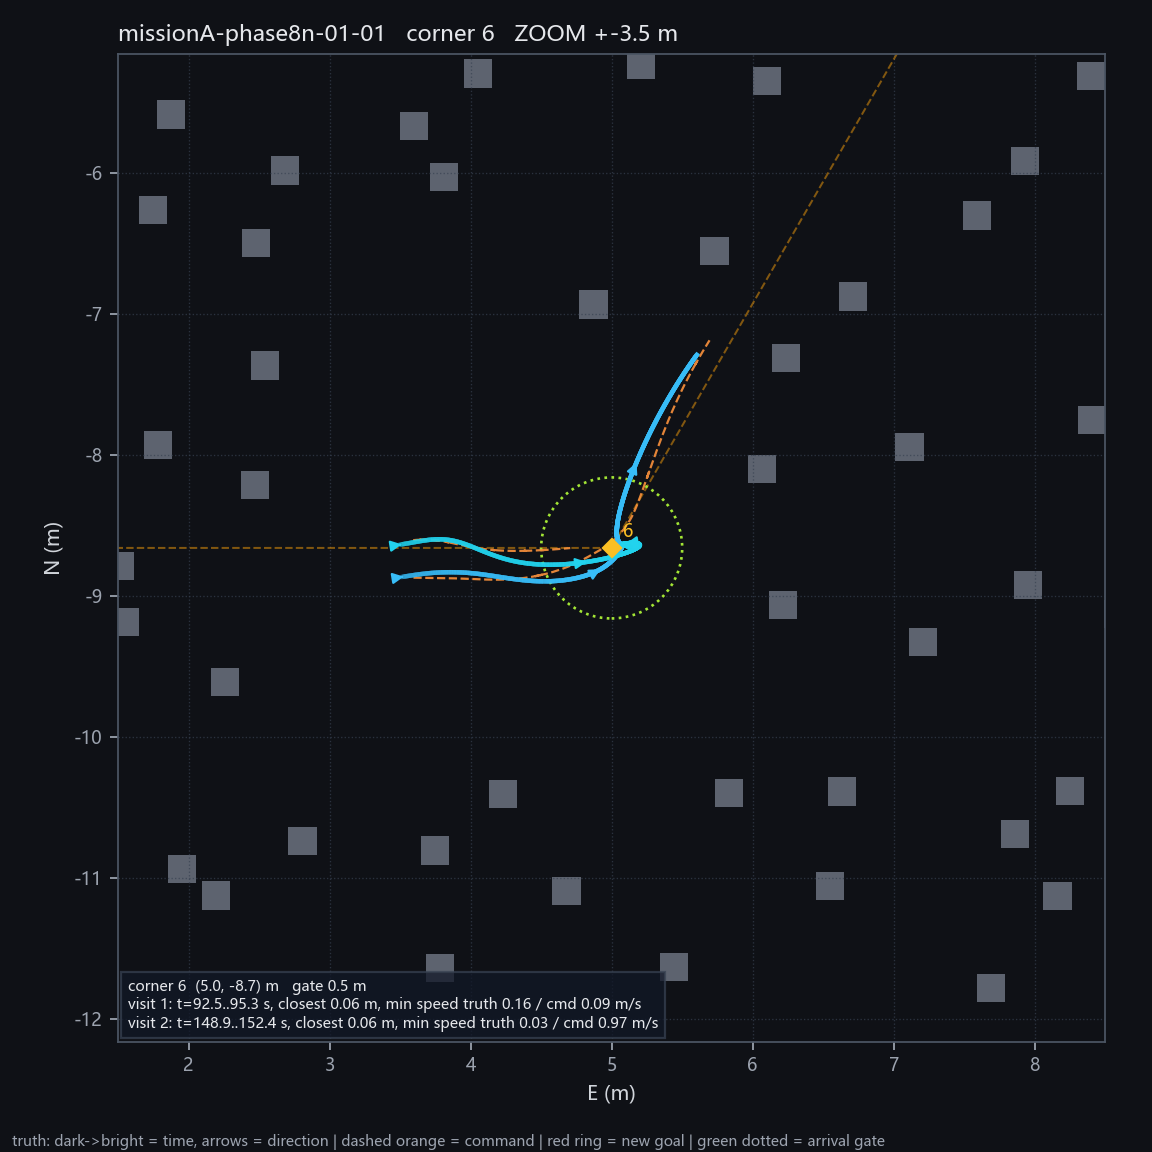 missionA-phase8n-01-01   corner 6   ZOOM +-3.5 m
-6
-7
-8
-9
-10
-11
-12
N (m)
6
corner 6  (5.0, -8.7) m   gate 0.5 m
visit 1: t=92.5..95.3 s, closest 0.06 m, min speed truth 0.16 / cmd 0.09 m/s
visit 2: t=148.9..152.4 s, closest 0.06 m, min speed truth 0.03 / cmd 0.97 m/s
2
3
4
5
6
7
8
E (m)
truth: dark->bright = time, arrows = direction | dashed orange = command | red ring = new goal | green dotted = arrival gate